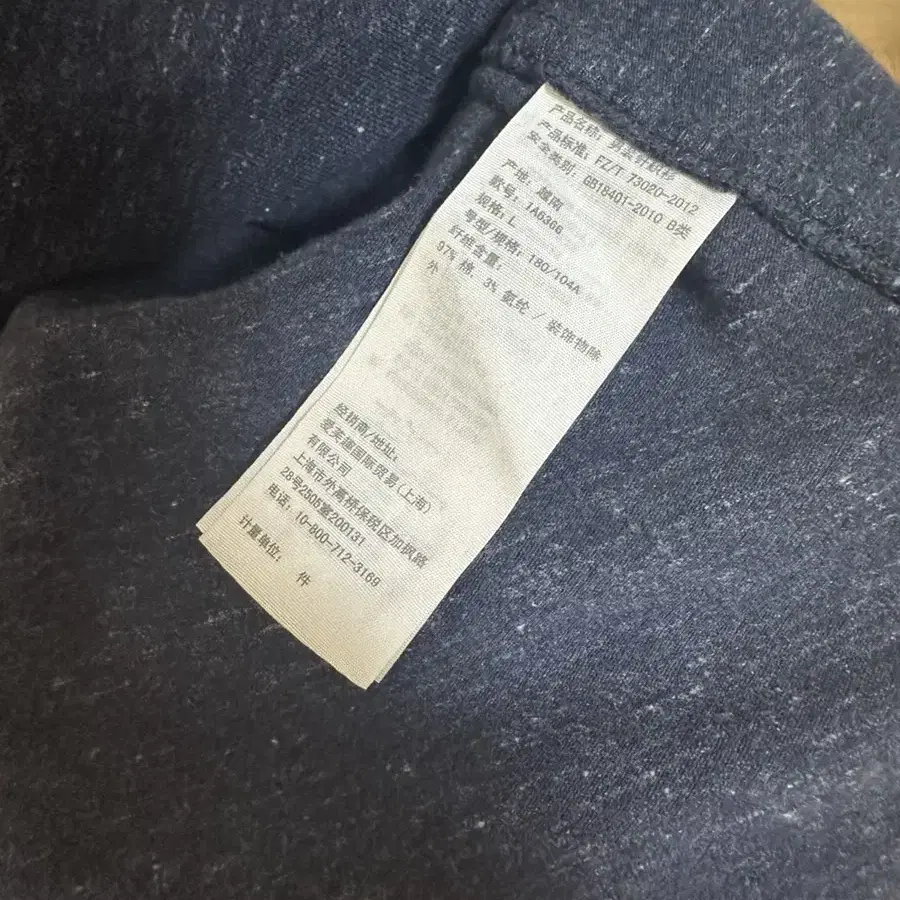 产品名称: 男装针织衫
产品标准: FZ/T 73020-2012
安全类别: GB18401-2010 B类
产地: 越南
款号: 1A6366
规格: L
号型/规格: 180/104A
纤维含量:
97% 棉, 3% 氨纶 / 装饰物除
外
经销商/地址:
爱芙趣国际贸易(上海)
有限公司
上海市外高桥保税区加枫路
28号2505室200131
电话: 10-800-712-3169
计量单位:
件